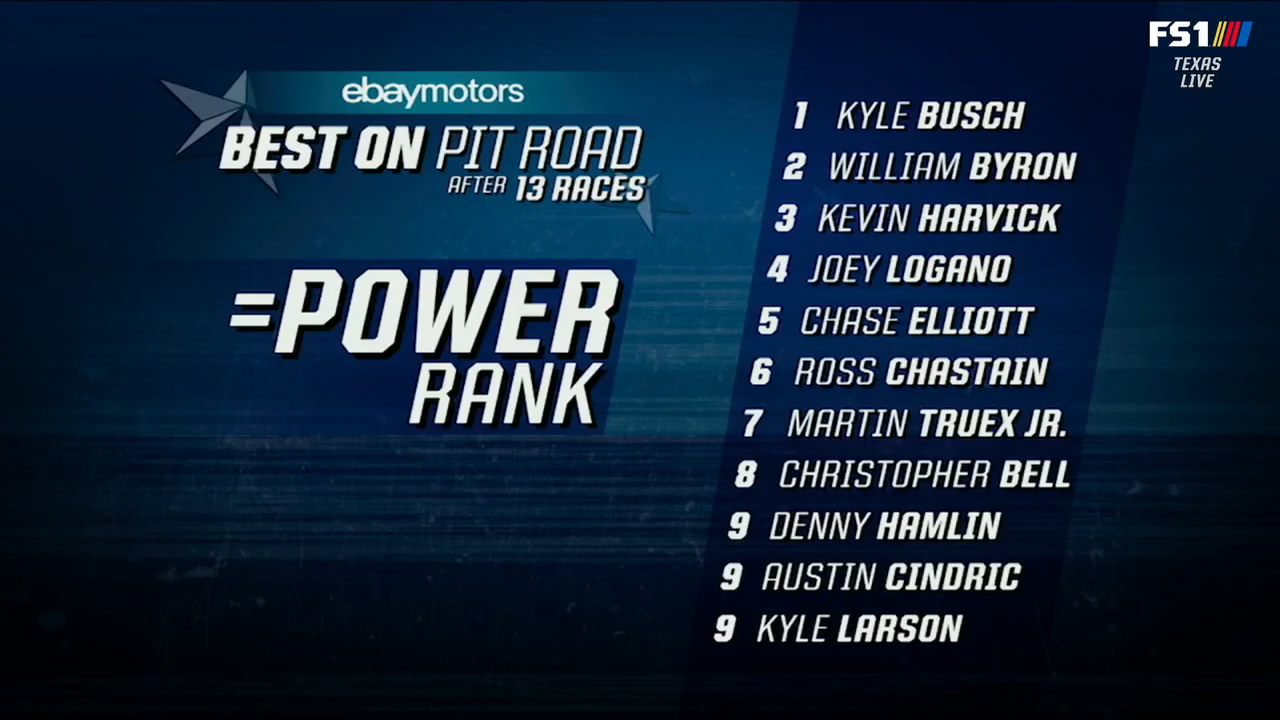 FS1
TEXAS
LIVE
ebaymotors
BEST ON PIT ROAD
AFTER 13 RACES
=POWER
RANK
1 KYLE BUSCH
2 WILLIAM BYRON
3 KEVIN HARVICK
4 JOEY LOGANO
5 CHASE ELLIOTT
6 ROSS CHASTAIN
7 MARTIN TRUEX JR.
8 CHRISTOPHER BELL
9 DENNY HAMLIN
9 AUSTIN CINDRIC
9 KYLE LARSON